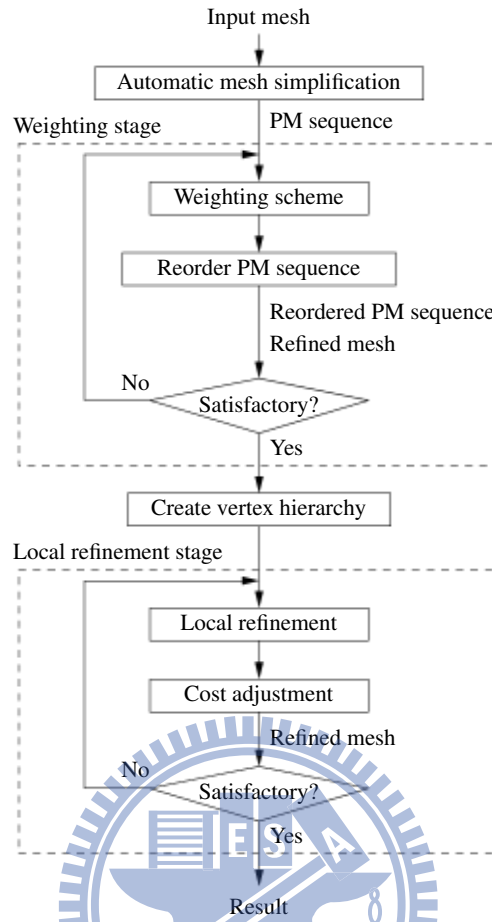 Input mesh
Automatic mesh simplification
PM sequence
Weighting stage
Weighting scheme
Reorder PM sequence
Reordered PM sequence
Refined mesh
No
Satisfactory?
Yes
Create vertex hierarchy
Local refinement stage
Local refinement
Cost adjustment
Refined mesh
No
Satisfactory?
Yes
E S A
Result